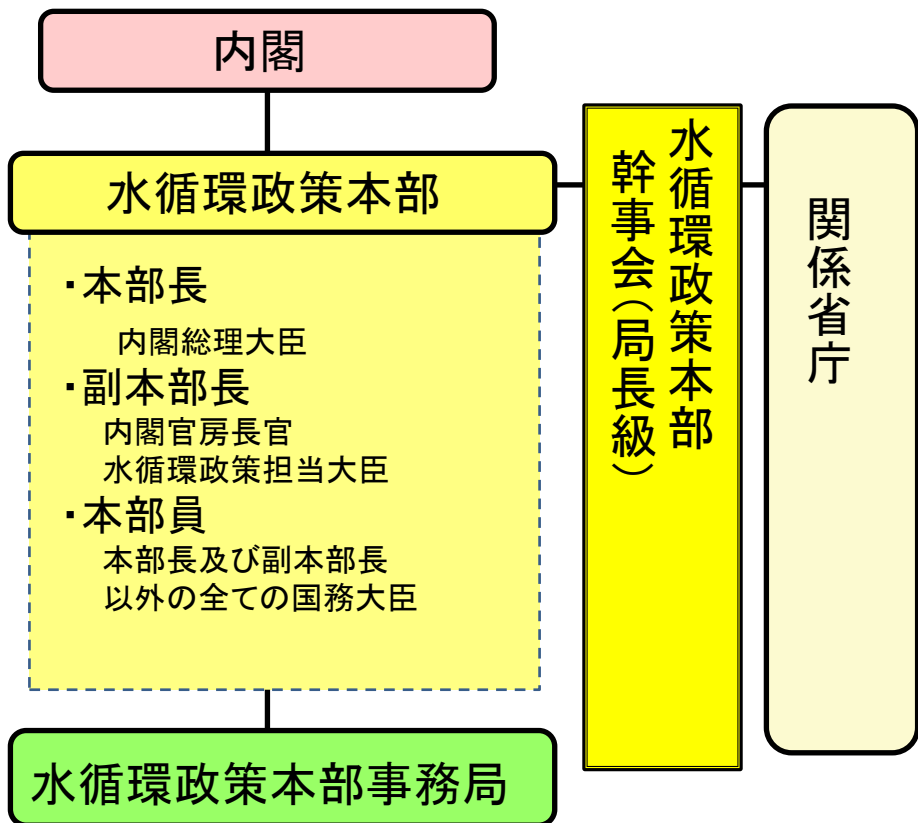 内閣
水循環政策本部
・本部長
内閣総理大臣
・副本部長
内閣官房長官
水循環政策担当大臣
・本部員
本部長及び副本部長
以外の全ての国務大臣
水循環政策本部事務局
水循環政策本部
幹事会（局長級）
関係省庁